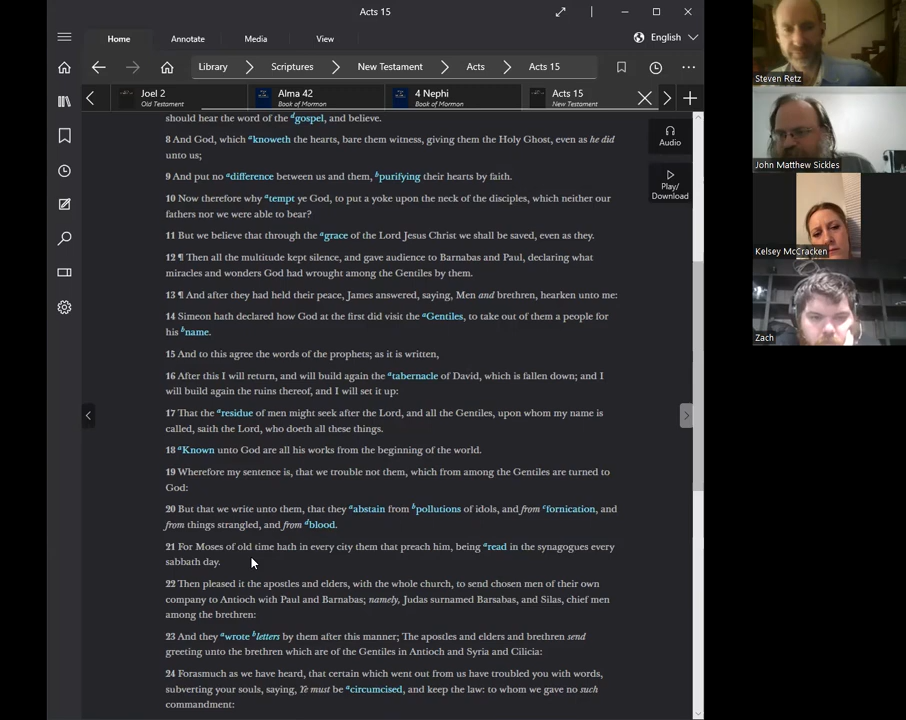 Acts 15
Home Annotate Media View English
Library Scriptures New Testament Acts Acts 15
Joel 2 Alma 42 4 Nephi Acts 15
Old Testament Book of Mormon Book of Mormon New Testament
Audio
Play/
Download
should hear the word of the dgospel, and believe.
8 And God, which aknoweth the hearts, bare them witness, giving them the Holy Ghost, even as he did
unto us;
9 And put no adifference between us and them, bpurifying their hearts by faith.
10 Now therefore why atempt ye God, to put a yoke upon the neck of the disciples, which neither our
fathers nor we were able to bear?
11 But we believe that through the agrace of the Lord Jesus Christ we shall be saved, even as they.
12 ¶ Then all the multitude kept silence, and gave audience to Barnabas and Paul, declaring what
miracles and wonders God had wrought among the Gentiles by them.
13 ¶ And after they had held their peace, James answered, saying, Men and brethren, hearken unto me:
14 Simeon hath declared how God at the first did visit the aGentiles, to take out of them a people for
his bname.
15 And to this agree the words of the prophets; as it is written,
16 After this I will return, and will build again the atabernacle of David, which is fallen down; and I
will build again the ruins thereof, and I will set it up:
17 That the aresidue of men might seek after the Lord, and all the Gentiles, upon whom my name is
called, saith the Lord, who doeth all these things.
18 aKnown unto God are all his works from the beginning of the world.
19 Wherefore my sentence is, that we trouble not them, which from among the Gentiles are turned to
God:
20 But that we write unto them, that they aabstain from bpollutions of idols, and from cfornication, and
from things strangled, and from dblood.
21 For Moses of old time hath in every city them that preach him, being aread in the synagogues every
sabbath day.
22 Then pleased it the apostles and elders, with the whole church, to send chosen men of their own
company to Antioch with Paul and Barnabas; namely, Judas surnamed Barsabas, and Silas, chief men
among the brethren:
23 And they awrote bletters by them after this manner; The apostles and elders and brethren send
greeting unto the brethren which are of the Gentiles in Antioch and Syria and Cilicia:
24 Forasmuch as we have heard, that certain which went out from us have troubled you with words,
subverting your souls, saying, Ye must be acircumcised, and keep the law: to whom we gave no such
commandment:
Steven Retz
John Matthew Sickles
Kelsey McCracken
Zach